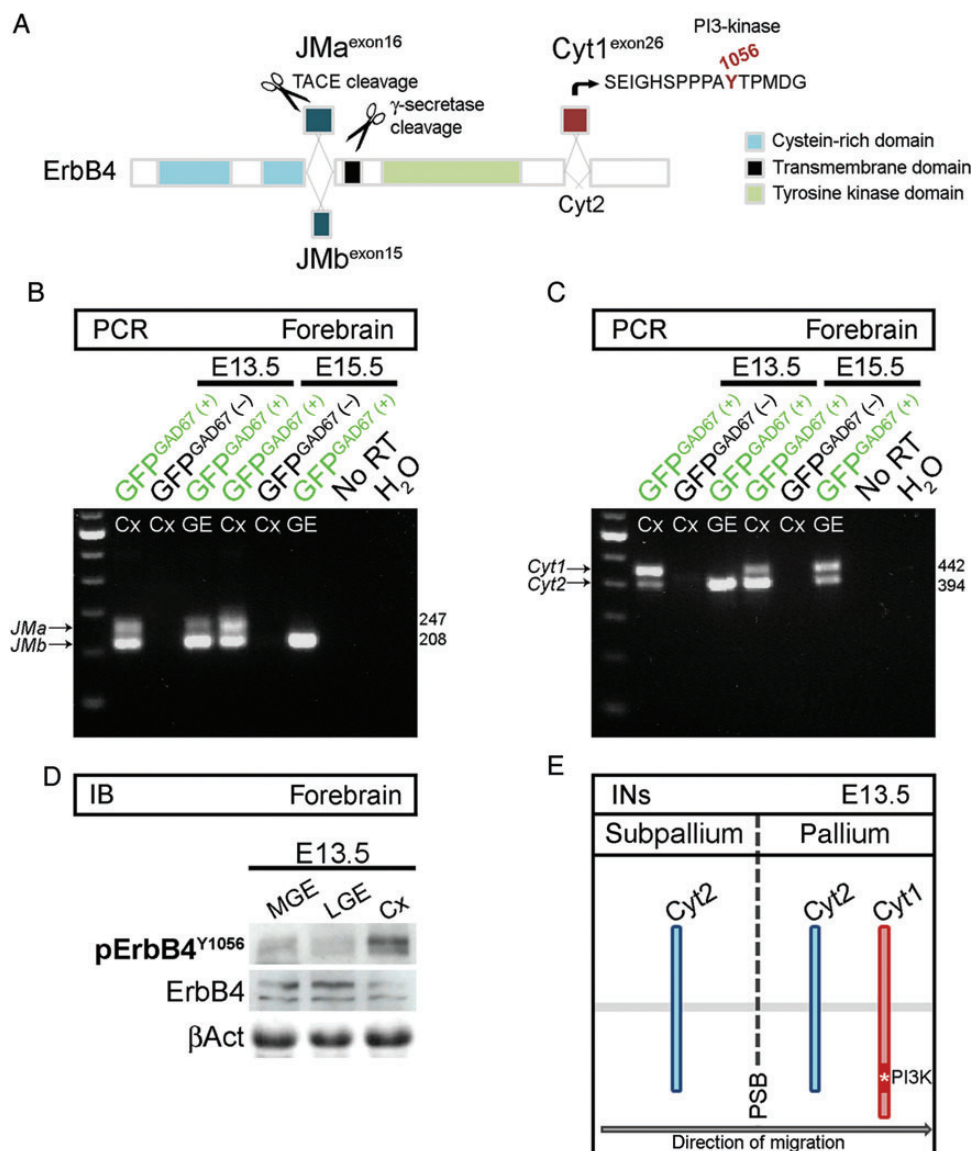 A
JMa^exon16
TACE cleavage
γ-secretase
cleavage
Cyt1^exon26
PI3-kinase
1056
SEIGHSPPPAYTPMDG
ErbB4
Cyt2
JMb^exon15
Cystein-rich domain
Transmembrane domain
Tyrosine kinase domain
B
PCR Forebrain
E13.5 E15.5
GFP^GAD67 (+) GFP^GAD67 (–) GFP^GAD67 (+) GFP^GAD67 (+) GFP^GAD67 (–) GFP^GAD67 (+) No RT H₂O
Cx Cx GE Cx Cx GE
JMa 247
JMb 208
C
PCR Forebrain
E13.5 E15.5
GFP^GAD67 (+) GFP^GAD67 (–) GFP^GAD67 (+) GFP^GAD67 (+) GFP^GAD67 (–) GFP^GAD67 (+) No RT H₂O
Cx Cx GE Cx Cx GE
Cyt1 442
Cyt2 394
D
IB Forebrain
E13.5
MGE LGE Cx
pErbB4^Y1056
ErbB4
βAct
E
INs E13.5
Subpallium Pallium
Cyt2 Cyt2 Cyt1
* PI3K
PSB
Direction of migration